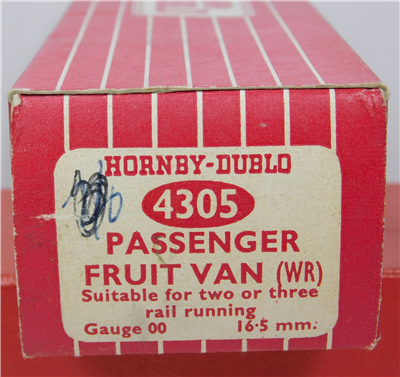 HORNBY-DUBLO
4305
PASSENGER
FRUIT VAN (WR)
Suitable for two or three
rail running
Gauge 00 16·5 mm.